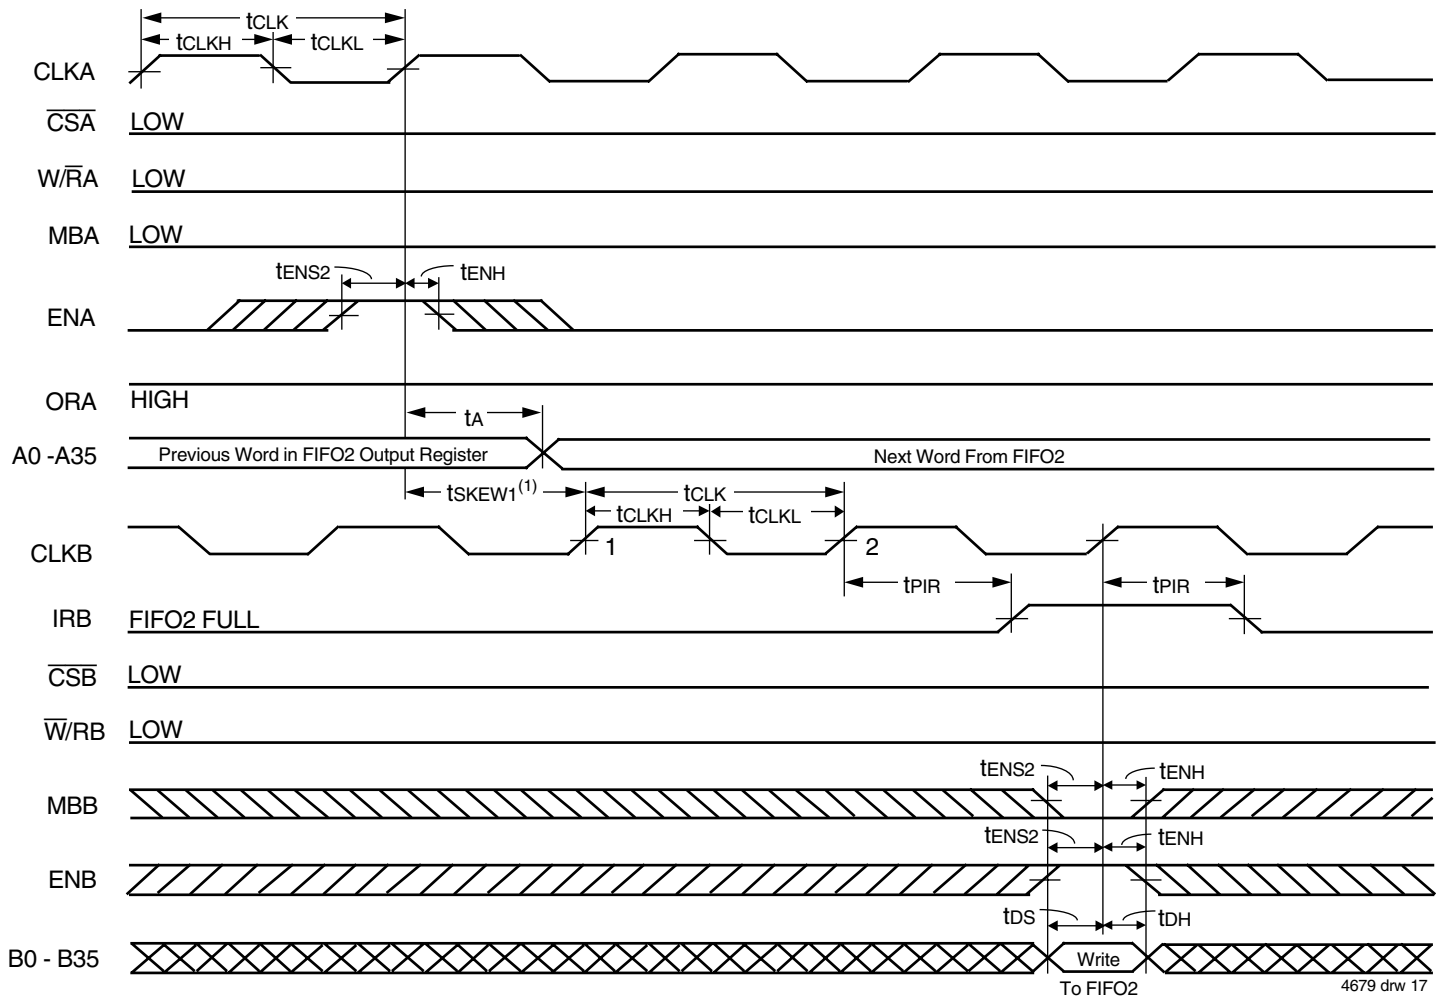 tCLK
tCLKH tCLKL
CLKA
CSA LOW
W/RA LOW
MBA LOW
tENS2 tENH
ENA
ORA HIGH
tA
A0 -A35 Previous Word in FIFO2 Output Register Next Word From FIFO2
tSKEW1(1) tCLK
tCLKH tCLKL
CLKB 1 2
tPIR tPIR
IRB FIFO2 FULL
CSB LOW
W/RB LOW
tENS2 tENH
MBB
tENS2 tENH
ENB
tDS tDH
B0 - B35 Write
To FIFO2
4679 drw 17